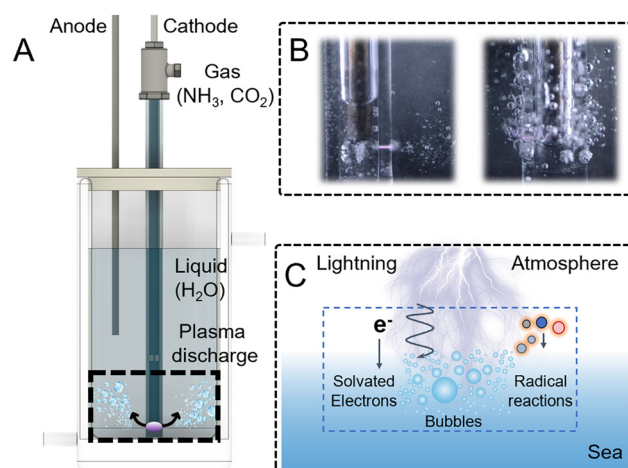 A
Anode
Cathode
Gas
(NH₃, CO₂)
Liquid
(H₂O)
Plasma
discharge
B
C
Lightning
Atmosphere
e⁻
Solvated
Electrons
Bubbles
Radical
reactions
Sea